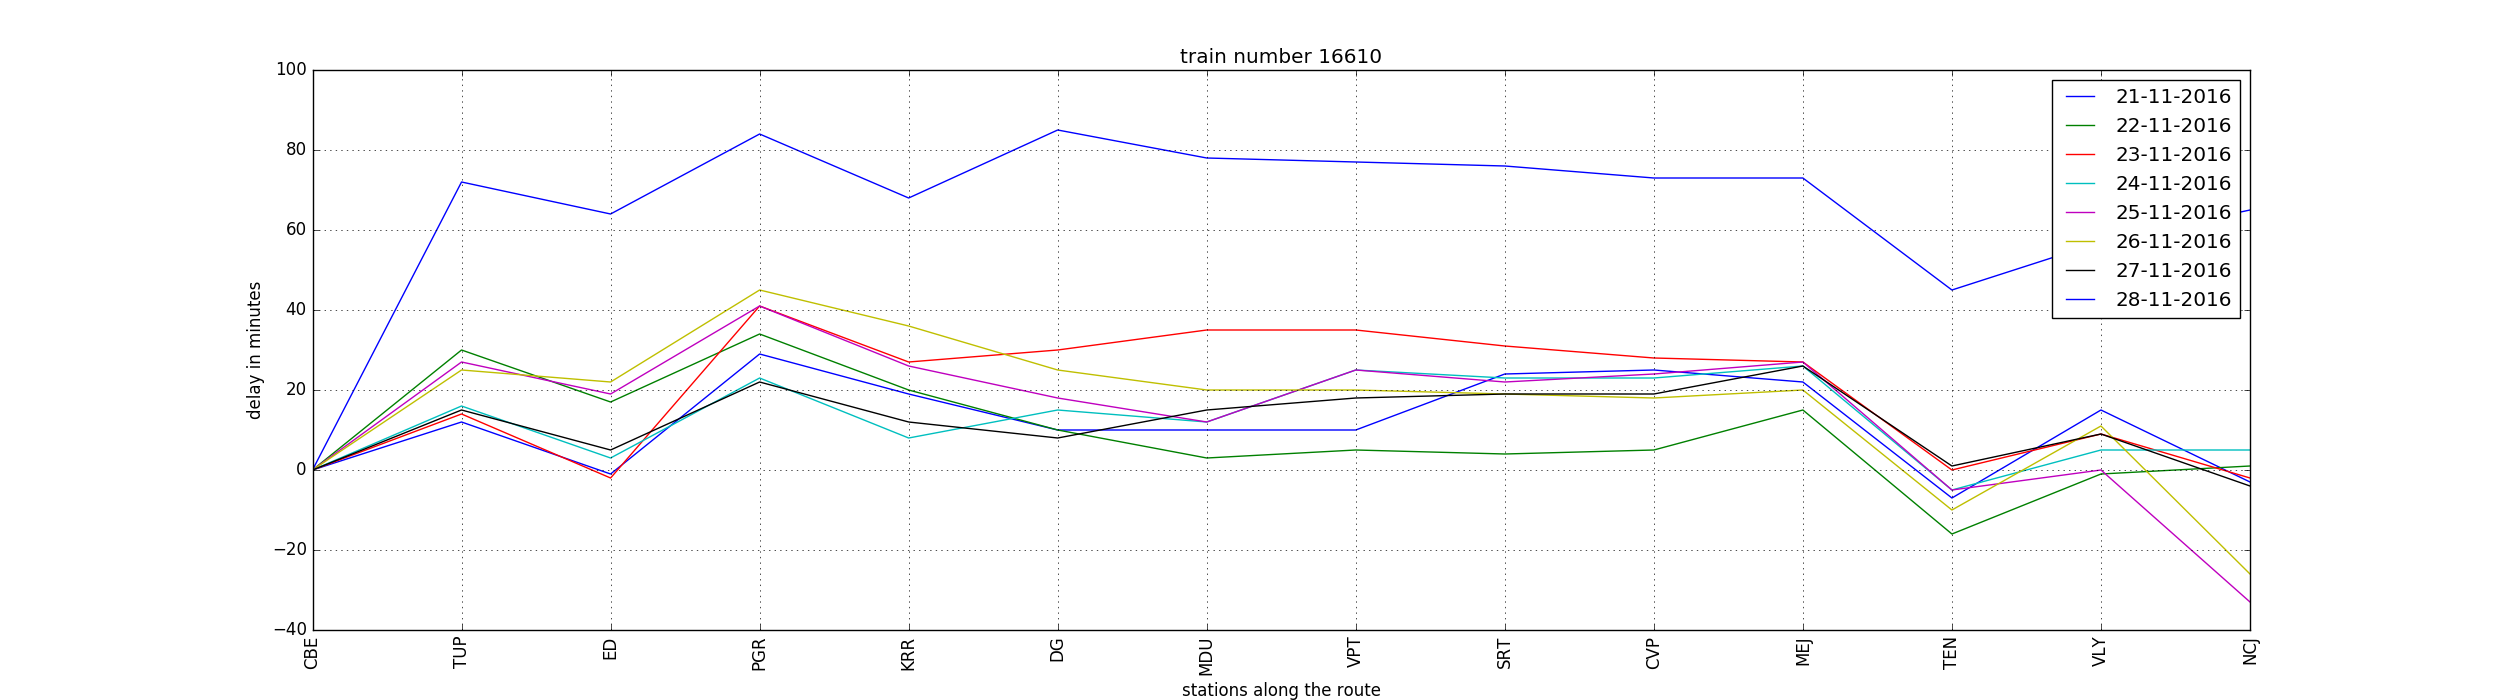 train number 16610
100
80
60
40
20
0
−20
−40
delay in minutes
21-11-2016
22-11-2016
23-11-2016
24-11-2016
25-11-2016
26-11-2016
27-11-2016
28-11-2016
CBE
TUP
ED
PGR
KRR
DG
MDU
VPT
SRT
CVP
MEJ
TEN
VLY
NCJ
stations along the route